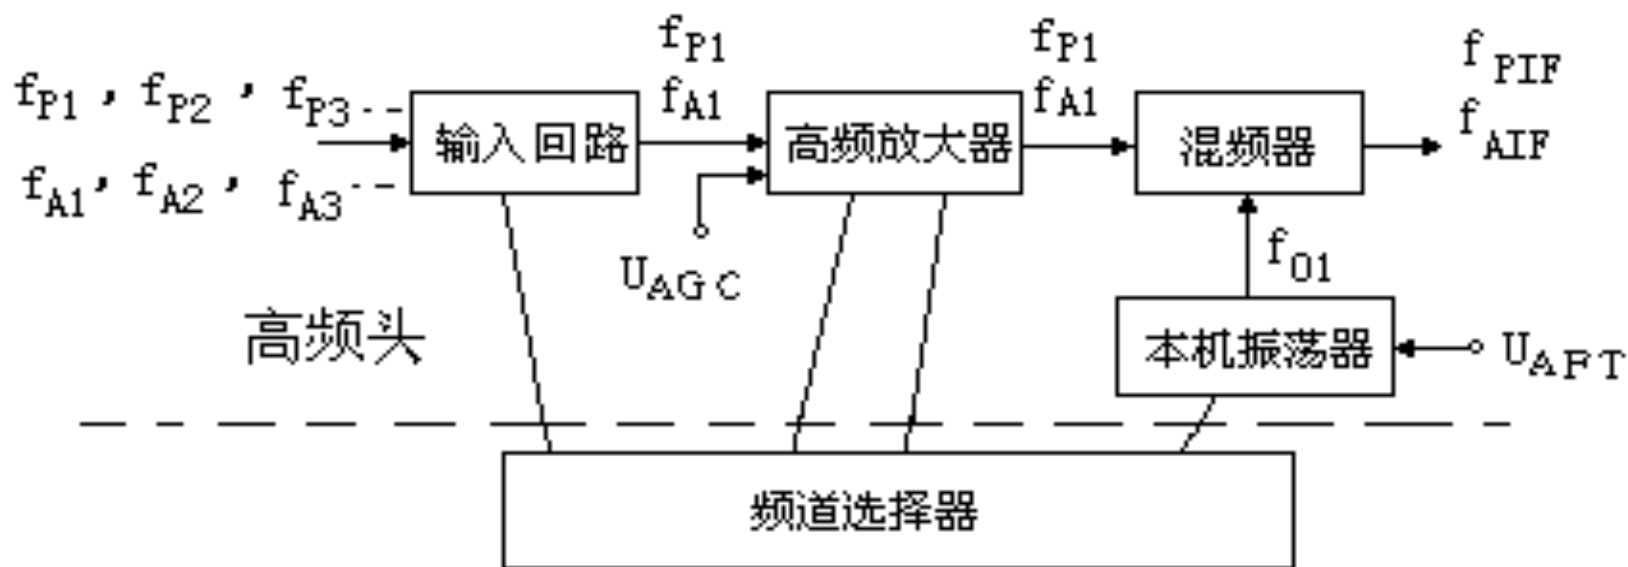 fP1 , fP2 , fP3
fA1 , fA2 , fA3
输入回路
fP1
fA1
高频放大器
fP1
fA1
混频器
fPIF
fAIF
UAGC
fO1
高频头
本机振荡器
UAFT
频道选择器